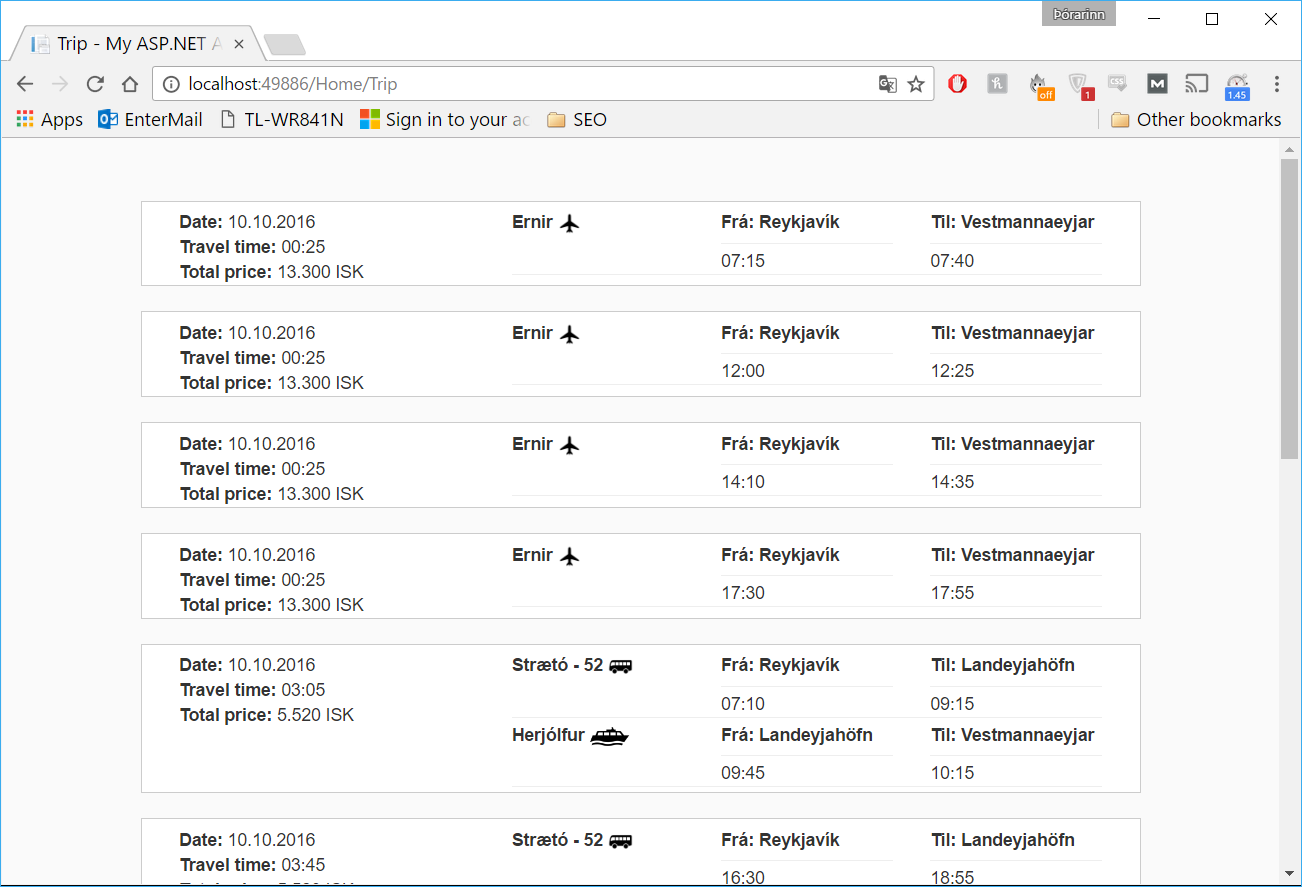 Þórarinn
Trip - My ASP.NET A
localhost:49886/Home/Trip
off
1
CSS
M
1.45
Apps
EnterMail
TL-WR841N
Sign in to your ac
SEO
Other bookmarks
Date: 10.10.2016 Ernir Frá: Reykjavík Til: Vestmannaeyjar
Travel time: 00:25
07:15 07:40
Total price: 13.300 ISK
Date: 10.10.2016 Ernir Frá: Reykjavík Til: Vestmannaeyjar
Travel time: 00:25
12:00 12:25
Total price: 13.300 ISK
Date: 10.10.2016 Ernir Frá: Reykjavík Til: Vestmannaeyjar
Travel time: 00:25
14:10 14:35
Total price: 13.300 ISK
Date: 10.10.2016 Ernir Frá: Reykjavík Til: Vestmannaeyjar
Travel time: 00:25
17:30 17:55
Total price: 13.300 ISK
Date: 10.10.2016 Strætó - 52 Frá: Reykjavík Til: Landeyjahöfn
Travel time: 03:05
07:10 09:15
Total price: 5.520 ISK
Herjólfur Frá: Landeyjahöfn Til: Vestmannaeyjar
09:45 10:15
Date: 10.10.2016 Strætó - 52 Frá: Reykjavík Til: Landeyjahöfn
Travel time: 03:45
16:30 18:55